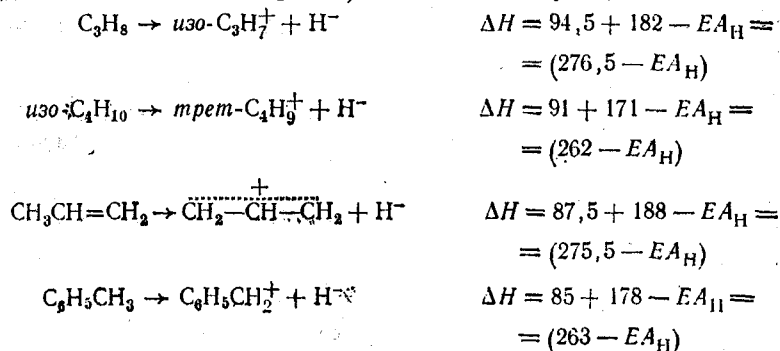 C₃H₈ → изо-C₃H₇⁺ + H⁻ ΔH = 94,5 + 182 — EA_H =
= (276,5 — EA_H)
изо-C₄H₁₀ → трет-C₄H₉⁺ + H⁻ ΔH = 91 + 171 — EA_H =
= (262 — EA_H)
+
CH₃CH=CH₂ → CH₂—CH—CH₂ + H⁻ ΔH = 87,5 + 188 — EA_H =
= (275,5 — EA_H)
C₆H₅CH₃ → C₆H₅CH₂⁺ + H⁻ ΔH = 85 + 178 — EA_H =
= (263 — EA_H)